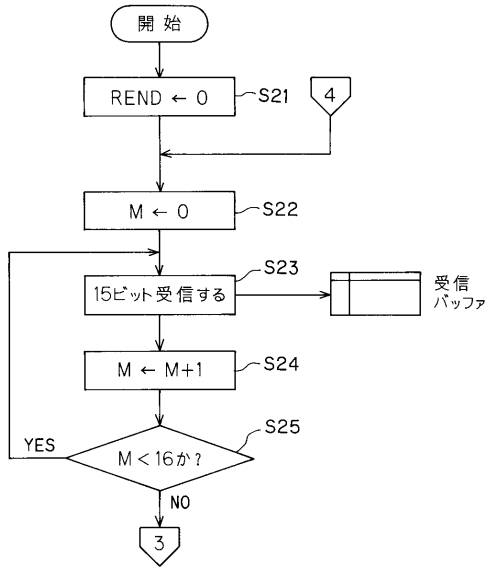 開始
REND ← 0
S21
4
M ← 0
S22
S23
15ビット受信する
受信
バッファ
M ← M+1
S24
S25
YES
M < 16か?
NO
3